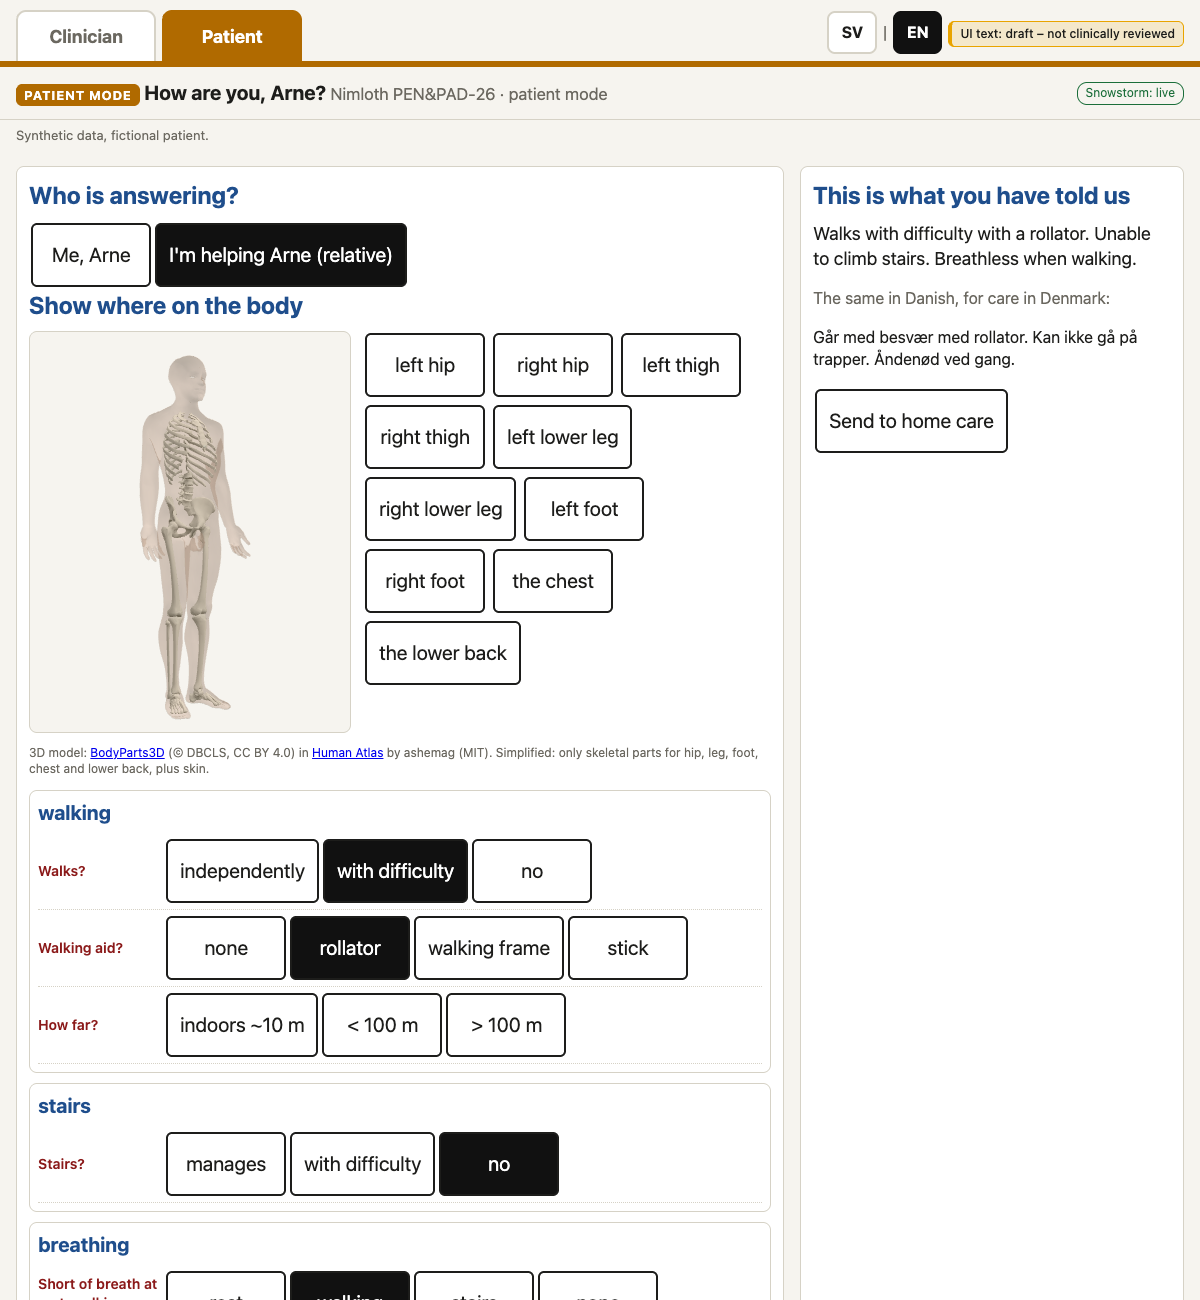 Clinician
Patient
SV | EN
UI text: draft – not clinically reviewed
PATIENT MODE How are you, Arne? Nimloth PEN&PAD-26 · patient mode
Snowstorm: live
Synthetic data, fictional patient.
Who is answering?
Me, Arne
I'm helping Arne (relative)
Show where on the body
left hip
right hip
left thigh
right thigh
left lower leg
right lower leg
left foot
right foot
the chest
the lower back
3D model: BodyParts3D (© DBCLS, CC BY 4.0) in Human Atlas by ashemag (MIT). Simplified: only skeletal parts for hip, leg, foot,
chest and lower back, plus skin.
walking
Walks?
independently
with difficulty
no
Walking aid?
none
rollator
walking frame
stick
How far?
indoors ~10 m
< 100 m
> 100 m
stairs
Stairs?
manages
with difficulty
no
breathing
Short of breath at
This is what you have told us
Walks with difficulty with a rollator. Unable
to climb stairs. Breathless when walking.
The same in Danish, for care in Denmark:
Går med besvær med rollator. Kan ikke gå på
trapper. Åndenød ved gang.
Send to home care